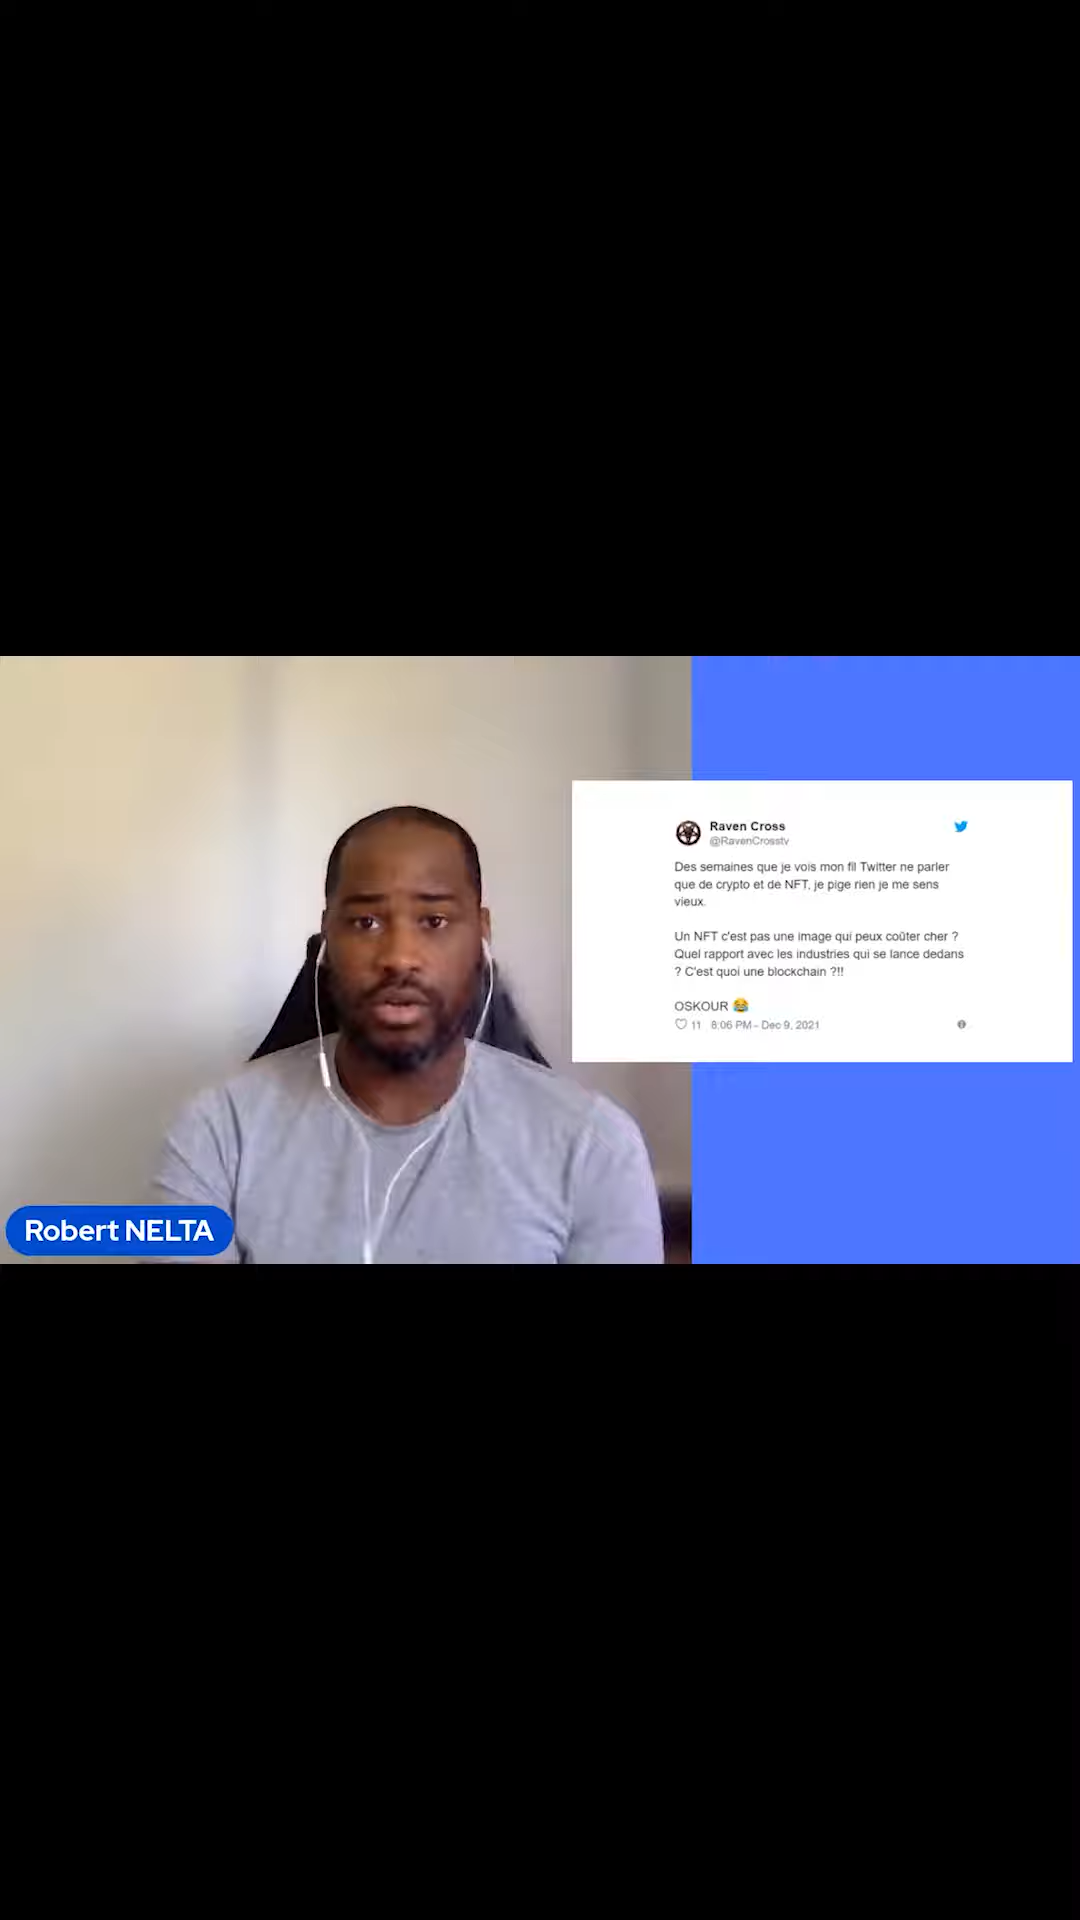 Raven Cross
@RavenCrosstv
Des semaines que je vois mon fil Twitter ne parler
que de crypto et de NFT, je pige rien je me sens
vieux.
Un NFT c'est pas une image qui peux coûter cher ?
Quel rapport avec les industries qui se lance dedans
? C'est quoi une blockchain ?!!
OSKOUR 😂
11 8:06 PM - Dec 9, 2021
Robert NELTA